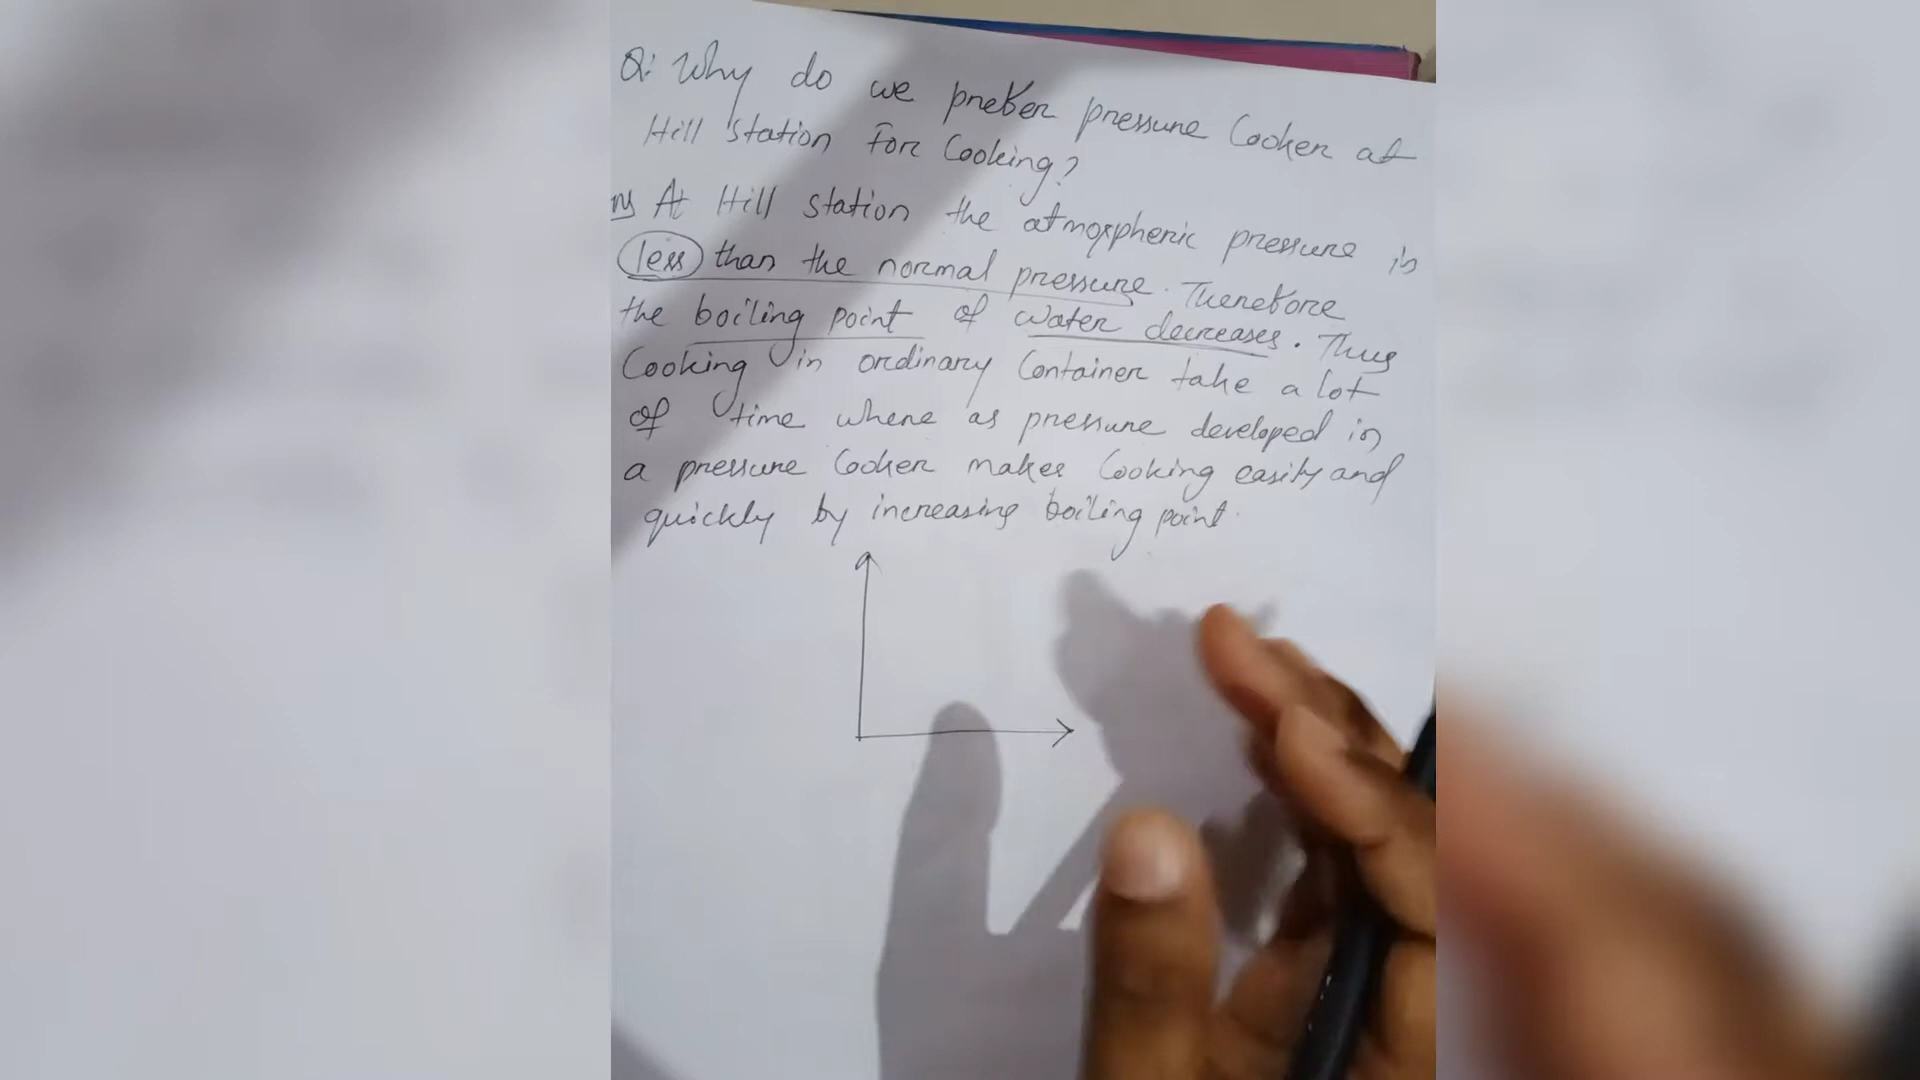 Q: Why do we prefer pressure Cooker at
Hill station For Cooking?
ns At Hill station the atmospheric pressure is
less than the normal pressure. Therefore
the boiling point of water decreases. Thus
Cooking in ordinary Container take a lot
of time where as pressure developed in
a pressure Cooker makes Cooking easily and
quickly by increasing boiling point.